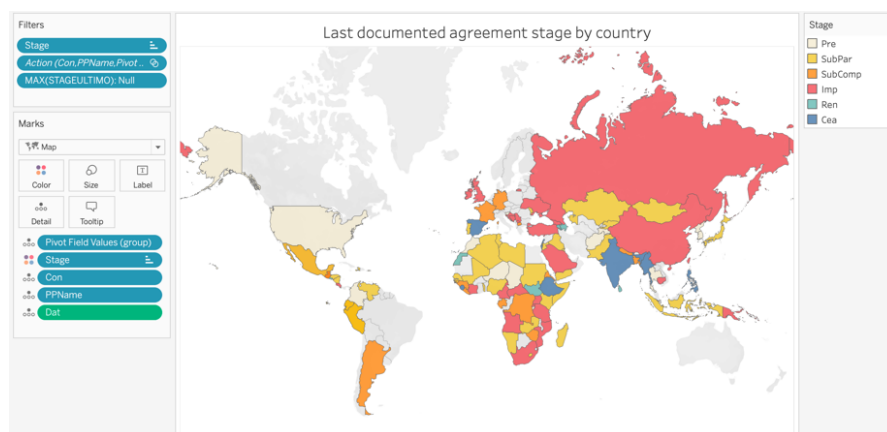 Filters
Stage
Action (Con,PPName,Pivot ..
MAX(STAGEULTIMO): Null
Marks
Map
Color
Size
Label
Detail
Tooltip
Pivot Field Values (group)
Stage
Con
PPName
Dat
Last documented agreement stage by country
Stage
Pre
SubPar
SubComp
Imp
Ren
Cea